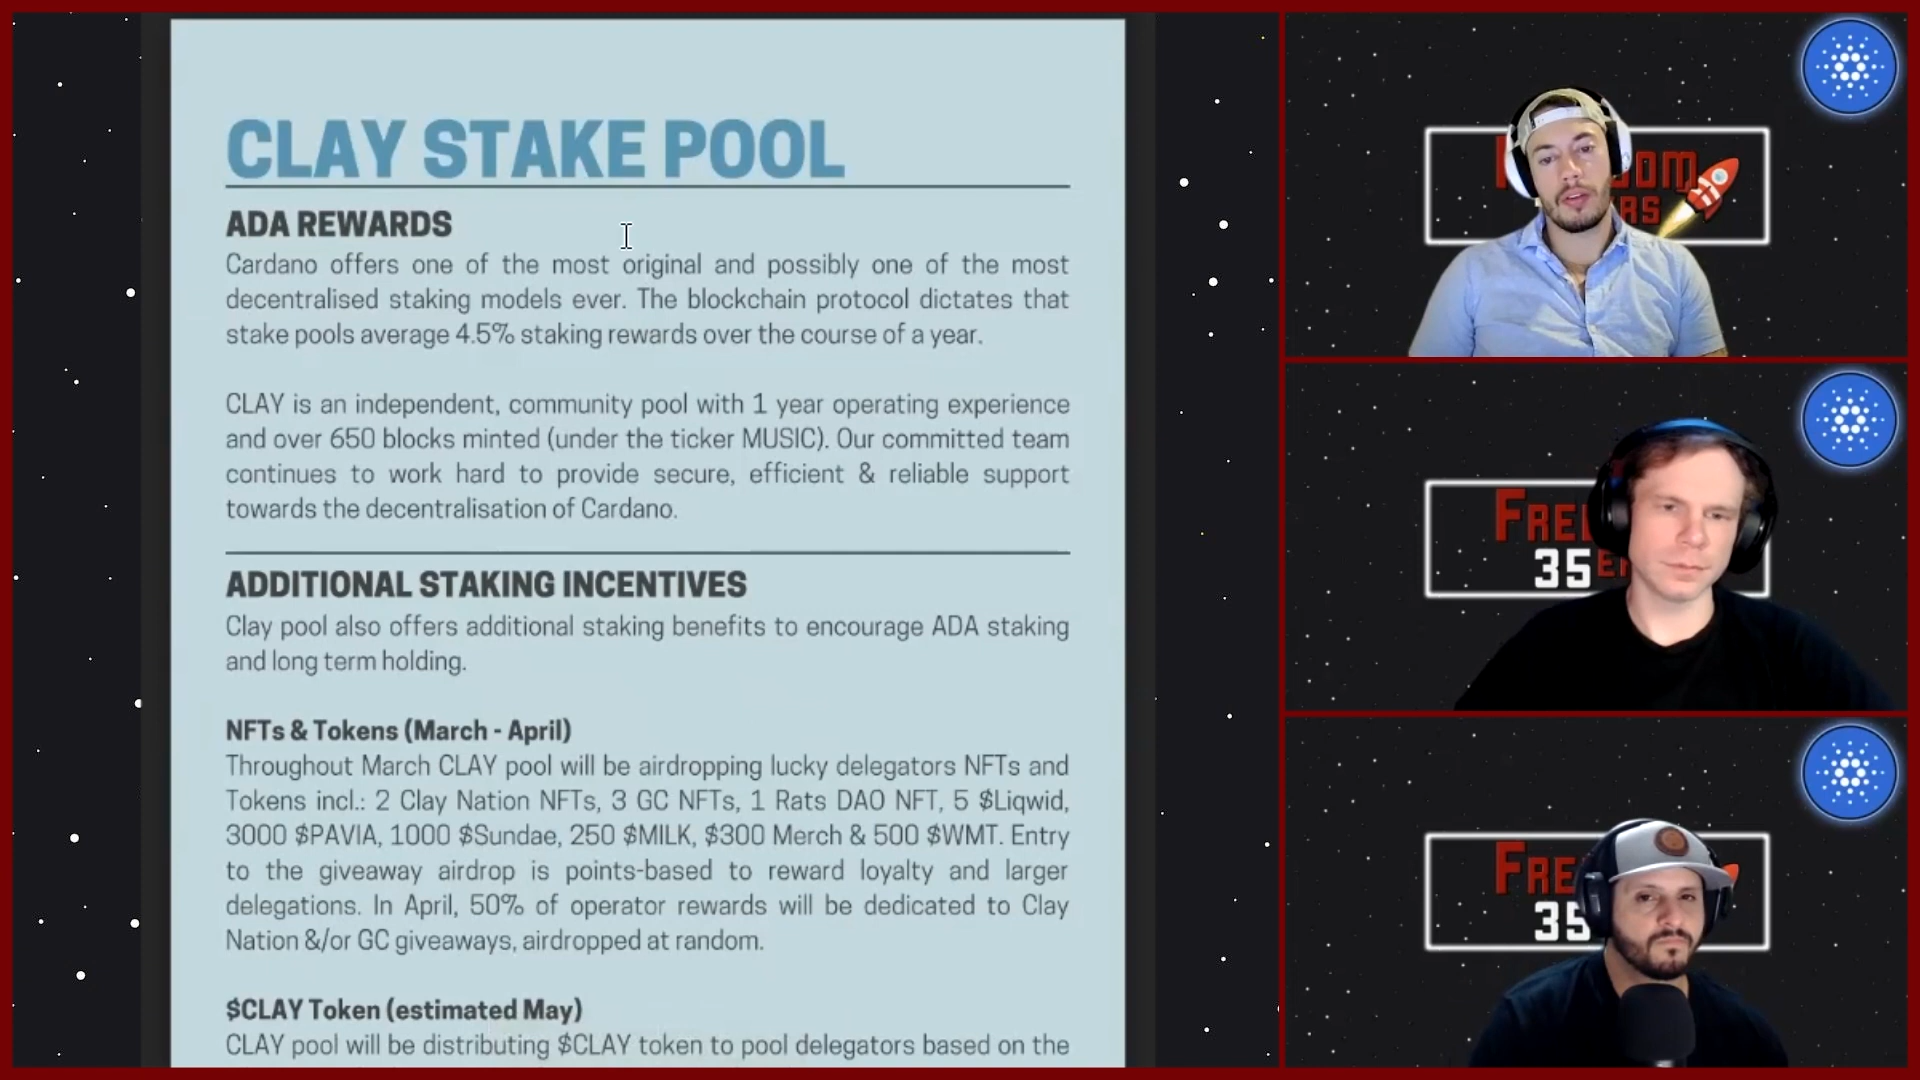 CLAY STAKE POOL
ADA REWARDS
Cardano offers one of the most original and possibly one of the most
decentralised staking models ever. The blockchain protocol dictates that
stake pools average 4.5% staking rewards over the course of a year.
CLAY is an independent, community pool with 1 year operating experience
and over 650 blocks minted (under the ticker MUSIC). Our committed team
continues to work hard to provide secure, efficient & reliable support
towards the decentralisation of Cardano.
ADDITIONAL STAKING INCENTIVES
Clay pool also offers additional staking benefits to encourage ADA staking
and long term holding.
NFTs & Tokens (March - April)
Throughout March CLAY pool will be airdropping lucky delegators NFTs and
Tokens incl.: 2 Clay Nation NFTs, 3 GC NFTs, 1 Rats DAO NFT, 5 $Liqwid,
3000 $PAVIA, 1000 $Sundae, 250 $MILK, $300 Merch & 500 $WMT. Entry
to the giveaway airdrop is points-based to reward loyalty and larger
delegations. In April, 50% of operator rewards will be dedicated to Clay
Nation &/or GC giveaways, airdropped at random.
$CLAY Token (estimated May)
CLAY pool will be distributing $CLAY token to pool delegators based on the
35
35